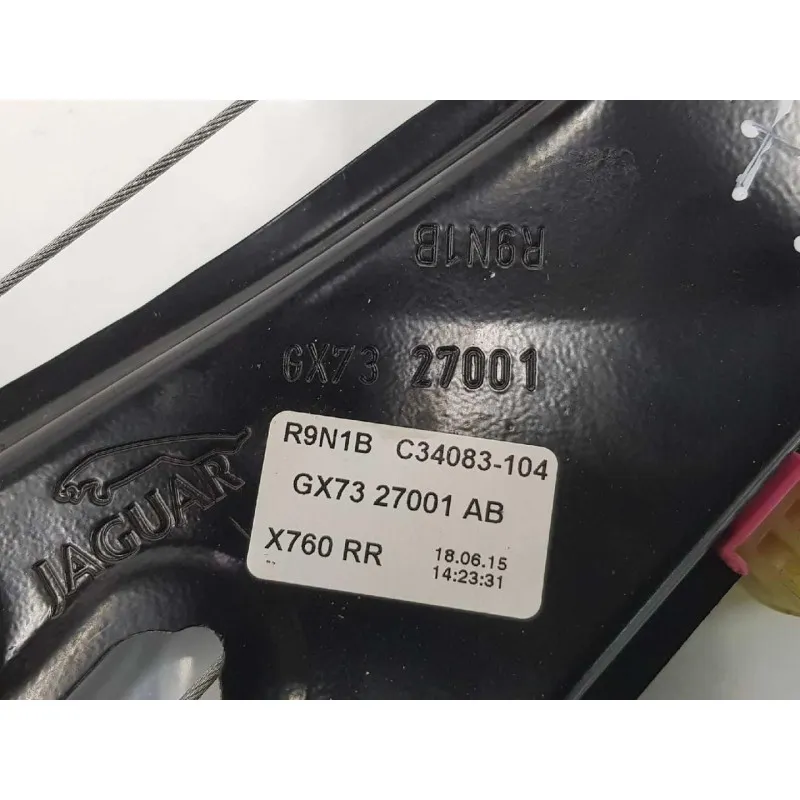 R9N1B
GX73 27001
JAGUAR
R9N1B C34083-104
GX73 27001 AB
X760 RR 18.06.15
14:23:31